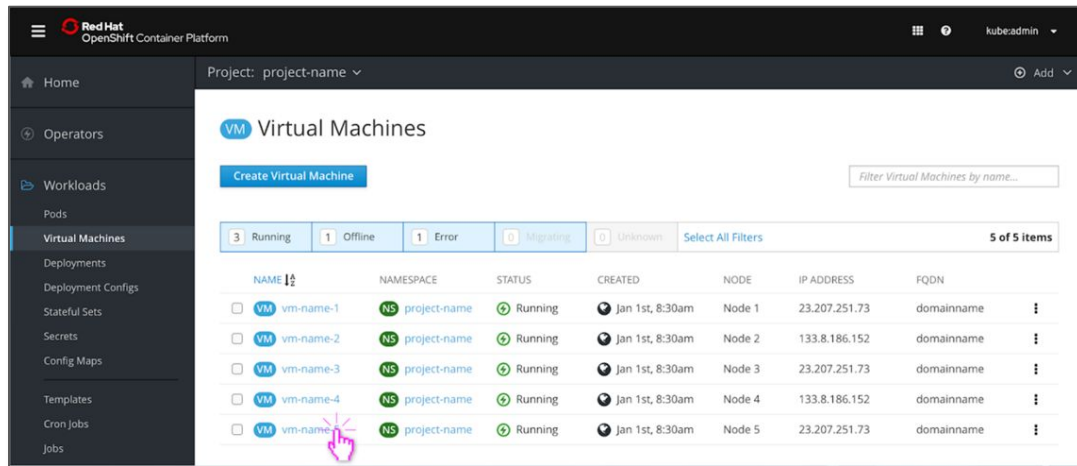 Red Hat
OpenShift Container Platform
kube:admin
Home
Operators
Workloads
Pods
Virtual Machines
Deployments
Deployment Configs
Stateful Sets
Secrets
Config Maps
Templates
Cron Jobs
Jobs
Project: project-name
Add
VM Virtual Machines
Create Virtual Machine
Filter Virtual Machines by name...
3 Running 1 Offline 1 Error 0 Migrating 0 Unknown Select All Filters 5 of 5 items
NAME NAMESPACE STATUS CREATED NODE IP ADDRESS FQDN
VM vm-name-1 NS project-name Running Jan 1st, 8:30am Node 1 23.207.251.73 domainname
VM vm-name-2 NS project-name Running Jan 1st, 8:30am Node 2 133.8.186.152 domainname
VM vm-name-3 NS project-name Running Jan 1st, 8:30am Node 3 23.207.251.73 domainname
VM vm-name-4 NS project-name Running Jan 1st, 8:30am Node 4 133.8.186.152 domainname
VM NS project-name Running Jan 1st, 8:30am Node 5 23.207.251.73 domainname